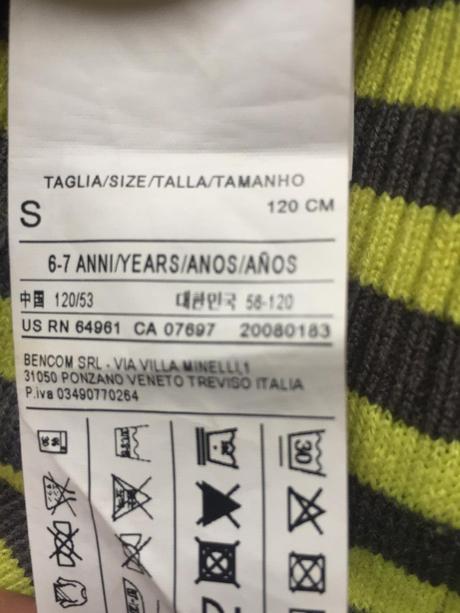 TAGLIA/SIZE/TALLA/TAMANHO
S 120 CM
6-7 ANNI/YEARS/ANOS/AÑOS
中国 120/53 대한민국 58-120
US RN 64961 CA 07697 20080183
BENCOM SRL - VIA VILLA MINELLI,1
31050 PONZANO VENETO TREVISO ITALIA
P.iva 03490770264
30